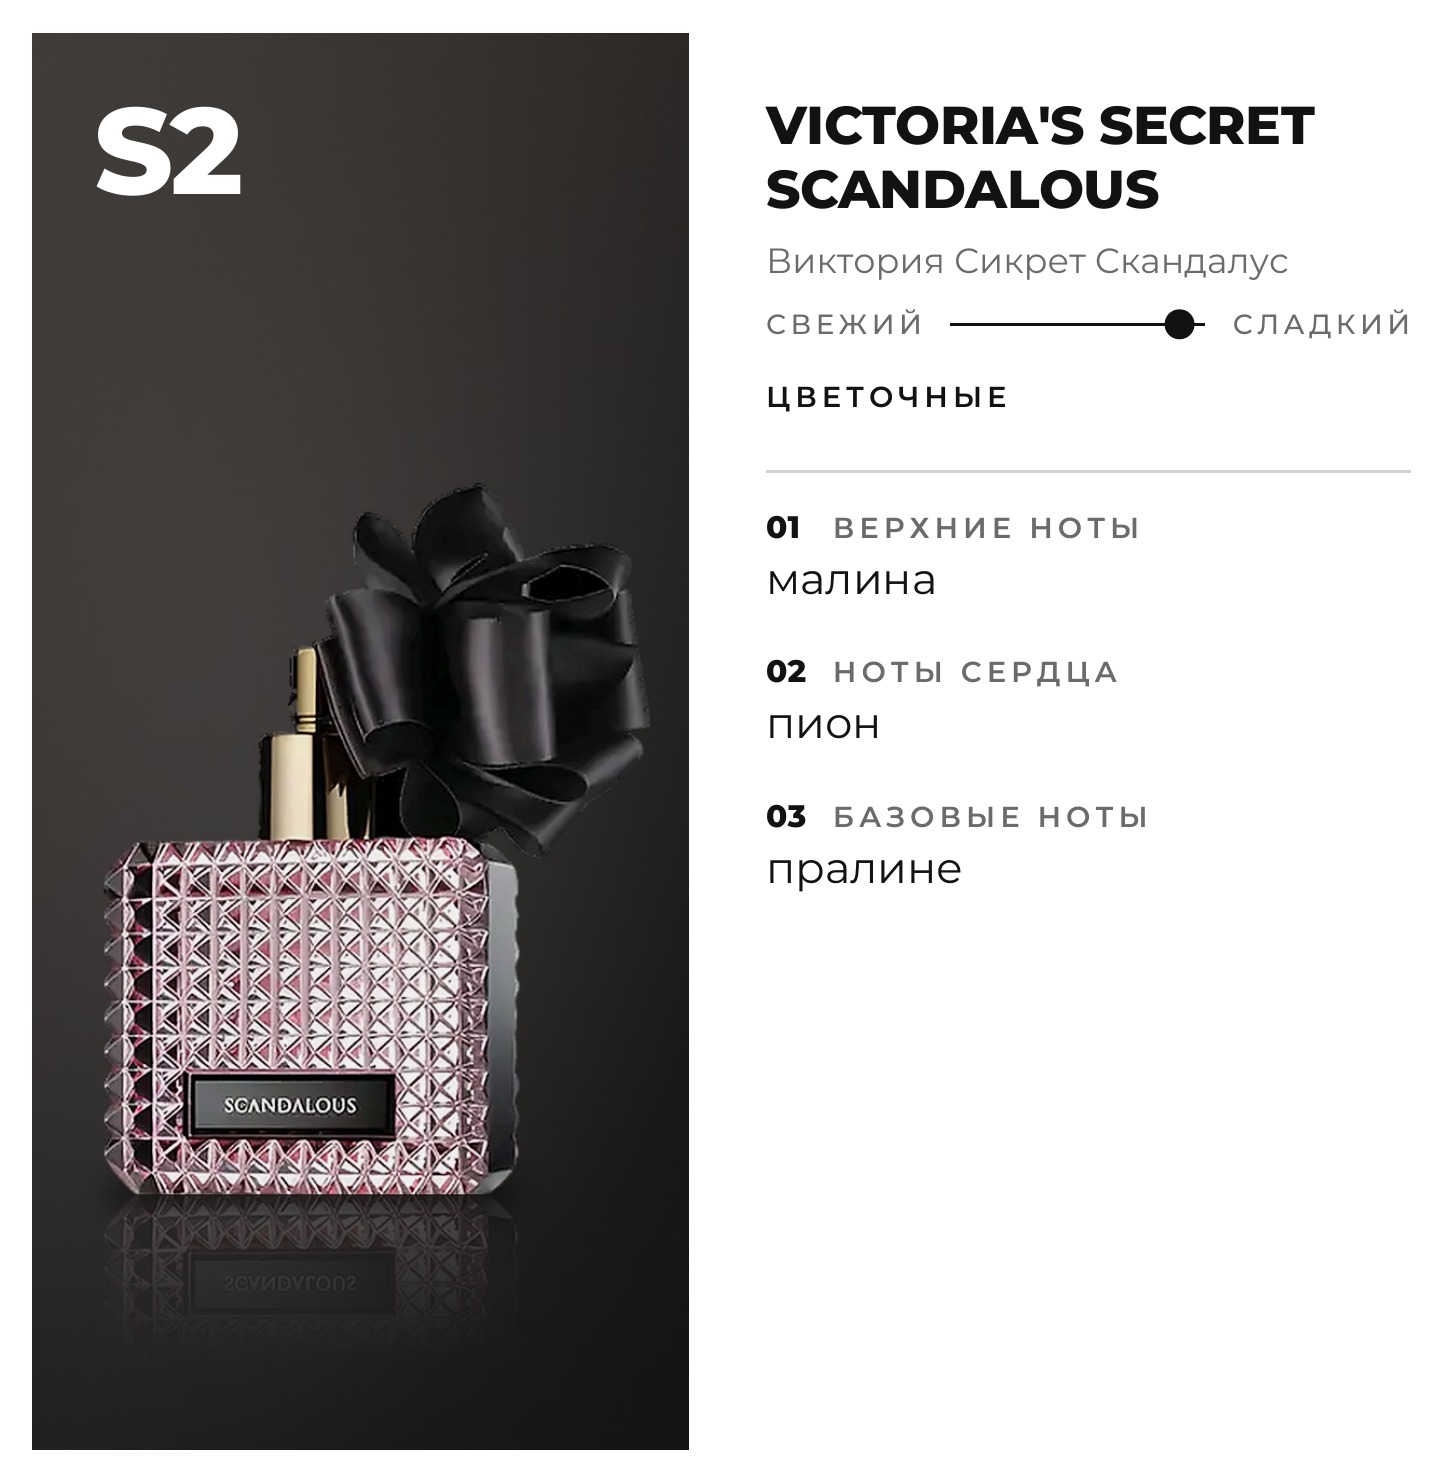 S2
VICTORIA'S SECRET
SCANDALOUS
Виктория Сикрет Скандалус
СВЕЖИЙ СЛАДКИЙ
ЦВЕТОЧНЫЕ
01 ВЕРХНИЕ НОТЫ
малина
02 НОТЫ СЕРДЦА
пион
03 БАЗОВЫЕ НОТЫ
пралине
SCANDALOUS
SCANDALOUS